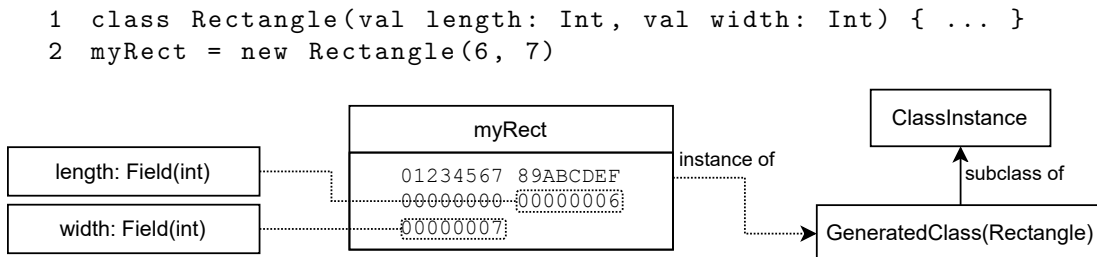 1 class Rectangle(val length: Int, val width: Int) { ... }
2 myRect = new Rectangle(6, 7)
myRect
ClassInstance
length: Field(int)
01234567 89ABCDEF
instance of
subclass of
00000000 00000006
width: Field(int)
00000007
GeneratedClass(Rectangle)